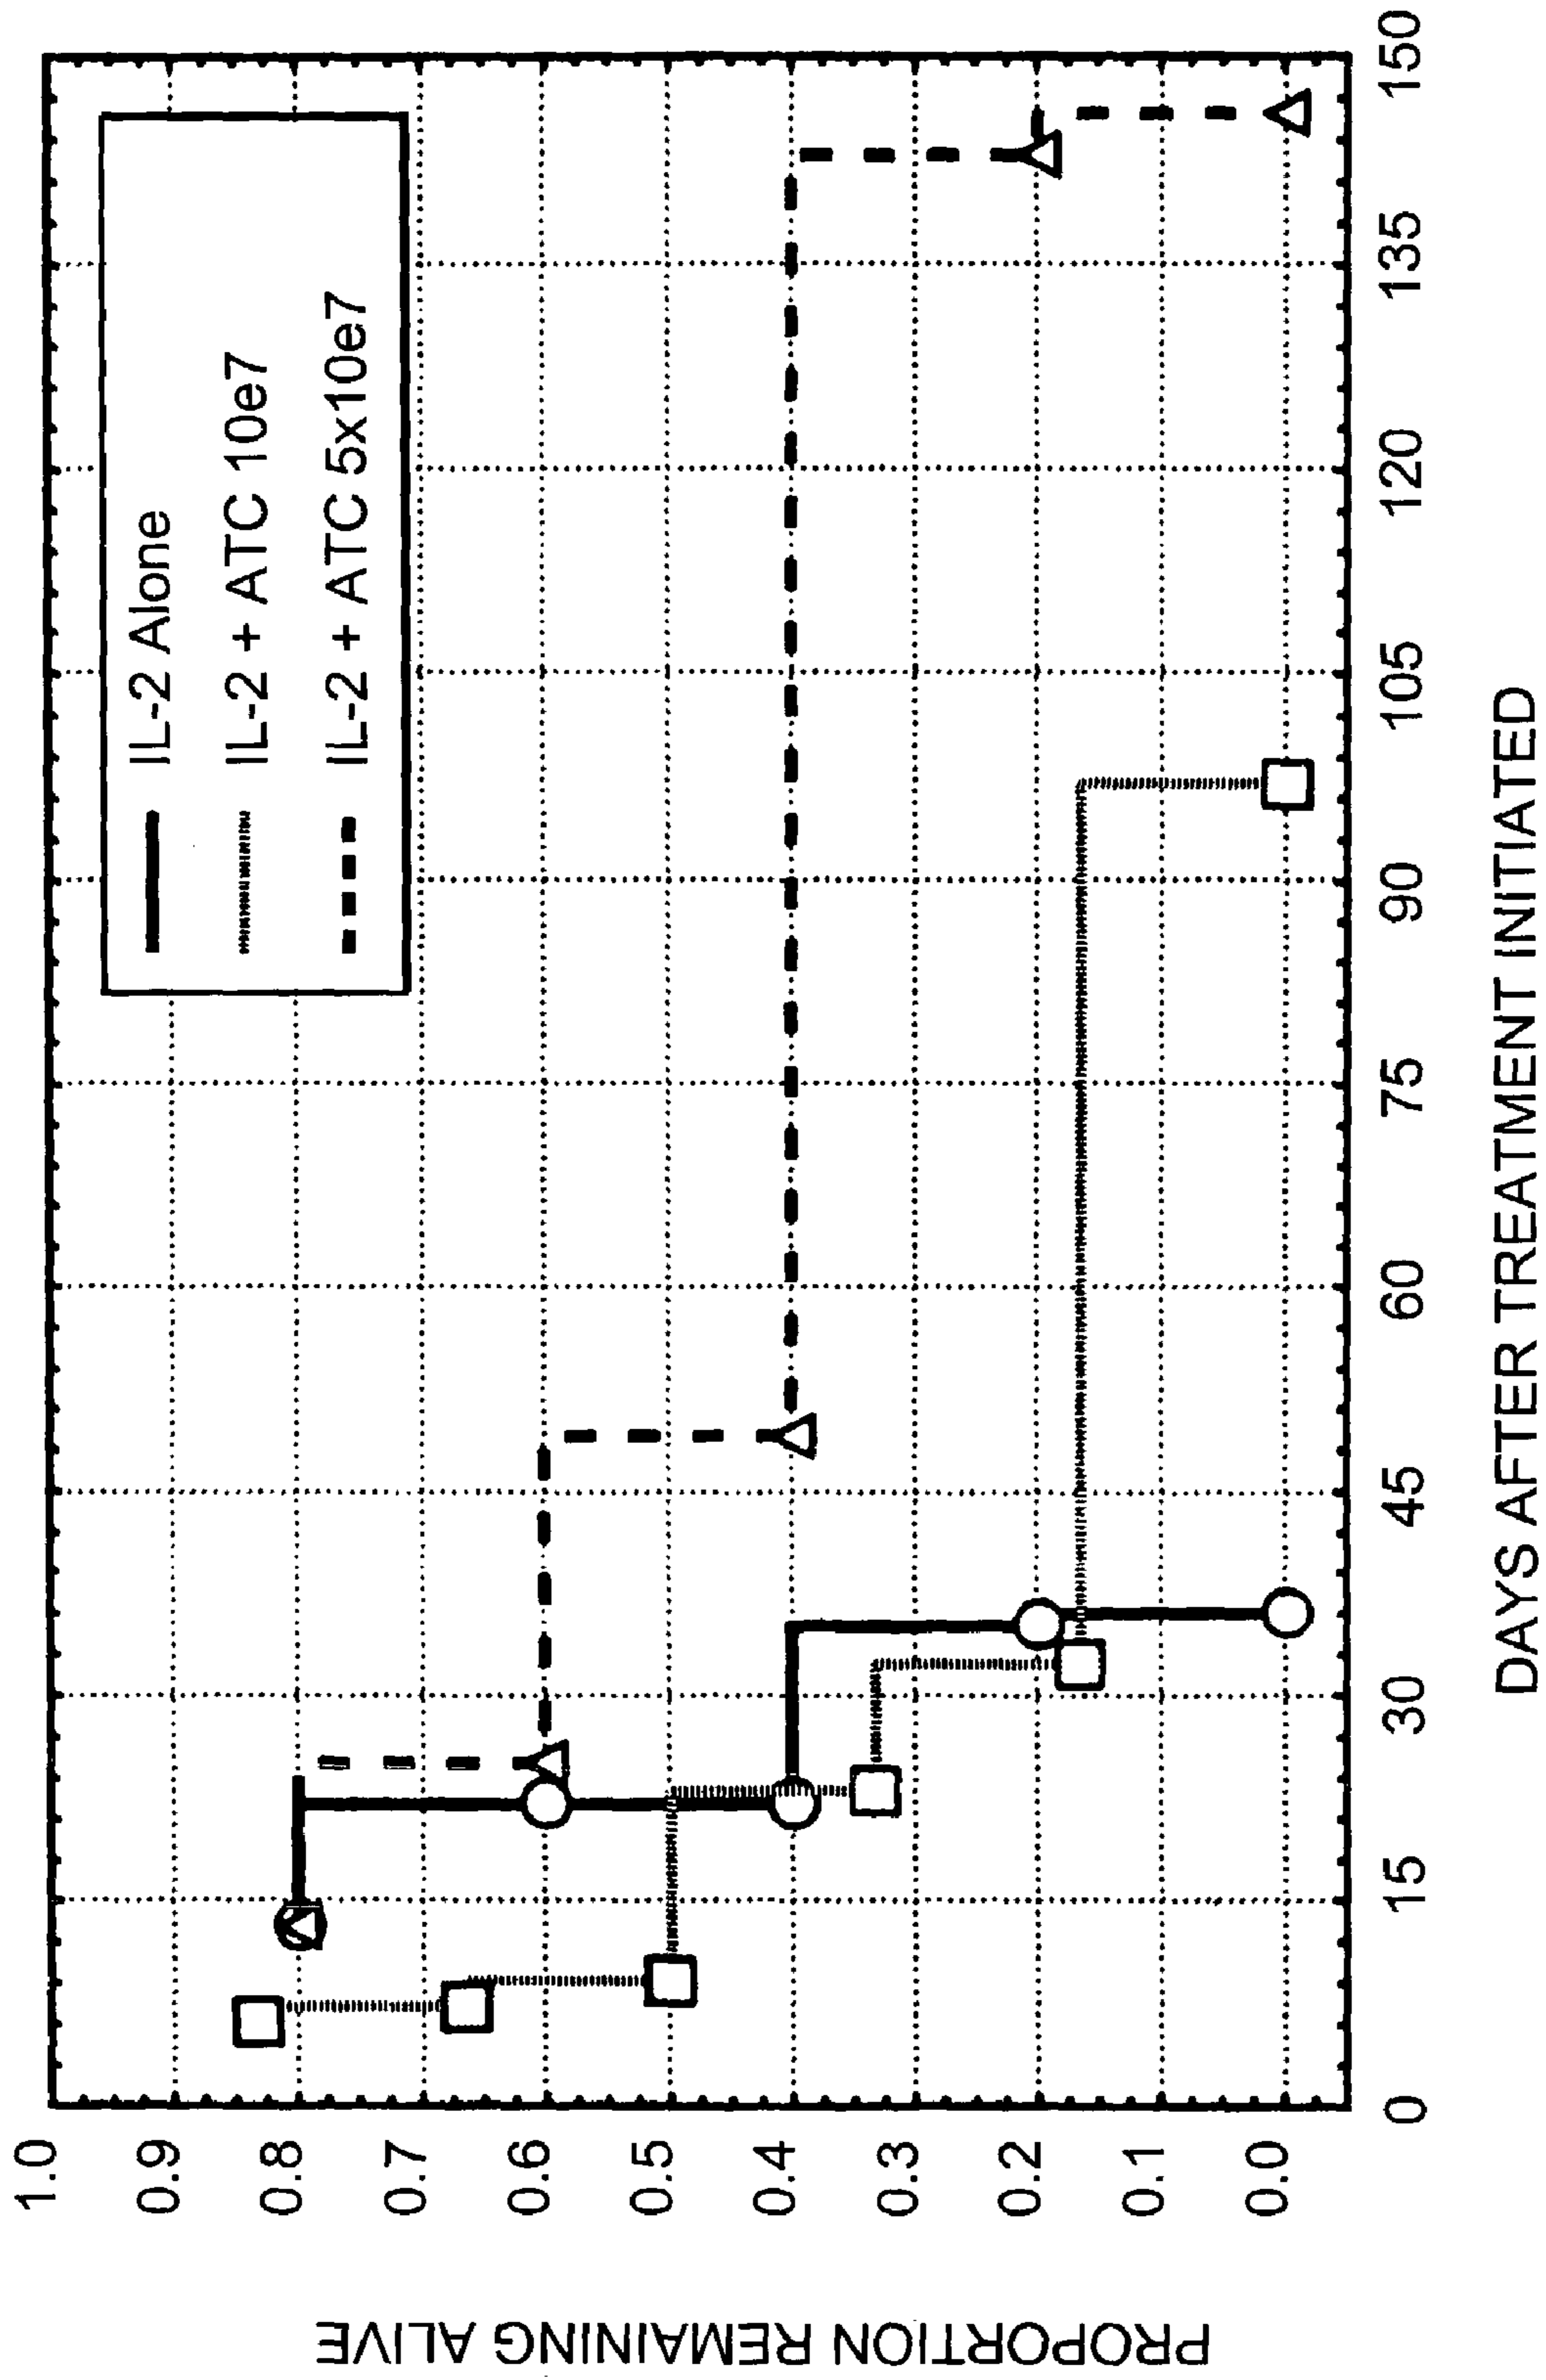 PROPORTION REMAINING ALIVE
1.0
0.9
0.8
0.7
0.6
0.5
0.4
0.3
0.2
0.1
0.0
IL-2 Alone
IL-2 + ATC 10e7
IL-2 + ATC 5x10e7
0 15 30 45 60 75 90 105 120 135 150
DAYS AFTER TREATMENT INITIATED